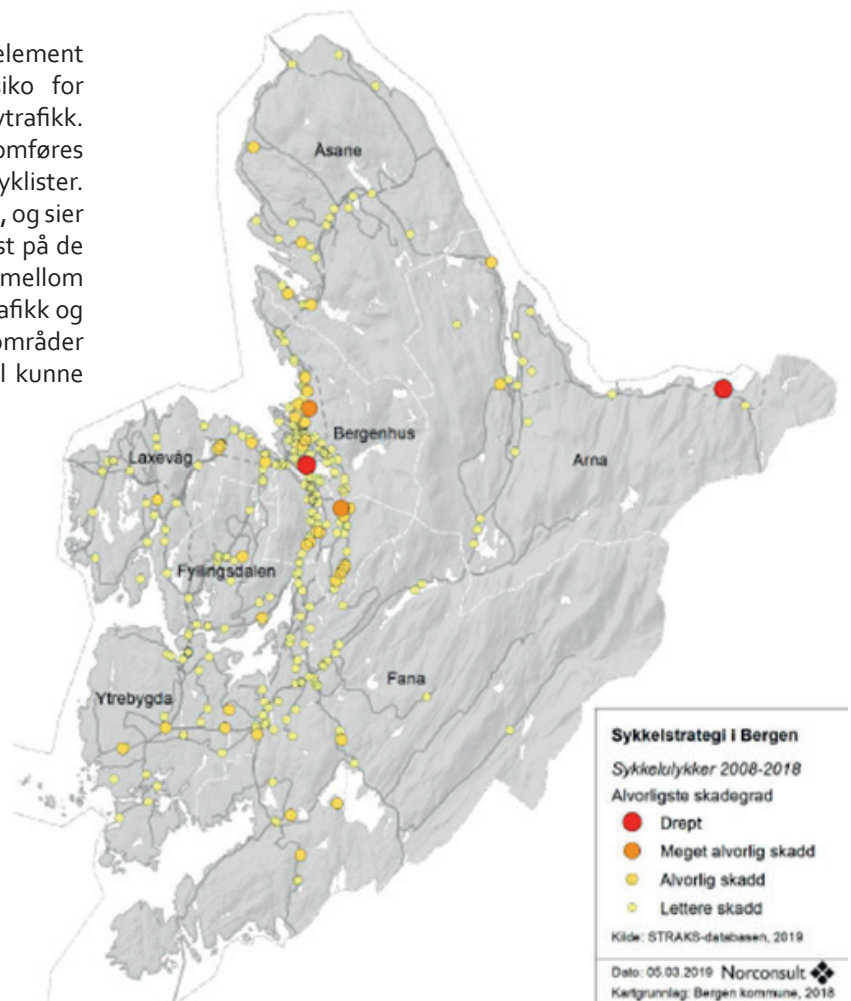 element
siko for
vtrafikk.
omføres
yklister.
, og sier
st på de
mellom
afikk og
områder
l kunne
Åsane
Bergenhus
Laxevåg
Arna
Fyllingsdalen
Fana
Ytrebygda
Sykkelstrategi i Bergen
Sykkelulykker 2008-2018
Alvorligste skadegrad
Drept
Meget alvorlig skadd
Alvorlig skadd
Lettere skadd
Kilde: STRAKS-databasen, 2019
Dato: 05.03.2019 Norconsult
Kartgrunnlag: Bergen kommune, 2018